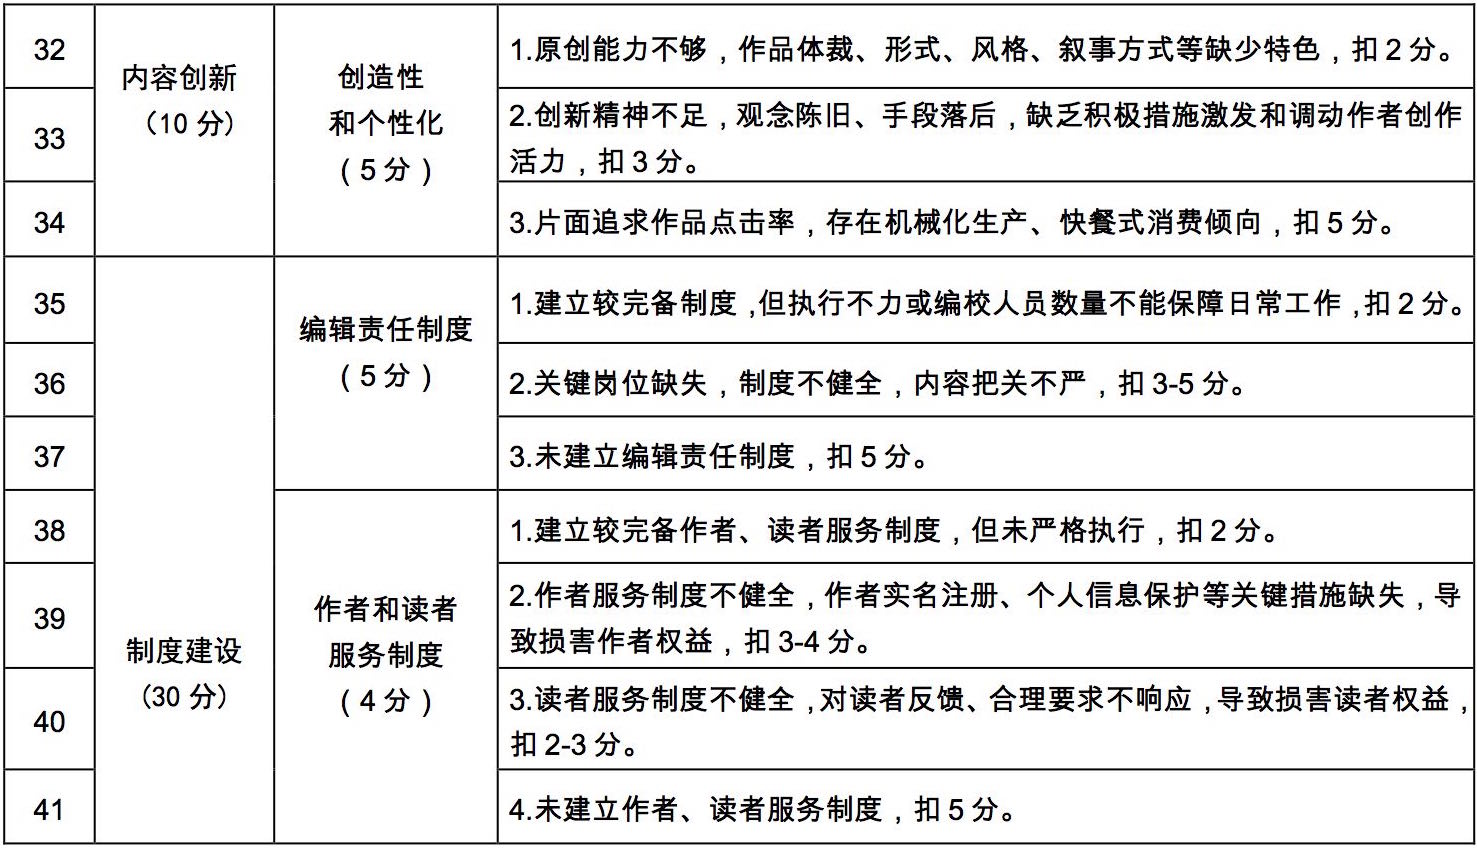 32
内容创新
（10 分）
创造性
和个性化
（5 分）
1.原创能力不够，作品体裁、形式、风格、叙事方式等缺少特色，扣 2 分。
33
2.创新精神不足，观念陈旧、手段落后，缺乏积极措施激发和调动作者创作
活力，扣 3 分。
34
3.片面追求作品点击率，存在机械化生产、快餐式消费倾向，扣 5 分。
35
制度建设
（30 分）
编辑责任制度
（5 分）
1.建立较完备制度，但执行不力或编校人员数量不能保障日常工作，扣 2 分。
36
2.关键岗位缺失，制度不健全，内容把关不严，扣 3-5 分。
37
3.未建立编辑责任制度，扣 5 分。
38
作者和读者
服务制度
（4 分）
1.建立较完备作者、读者服务制度，但未严格执行，扣 2 分。
39
2.作者服务制度不健全，作者实名注册、个人信息保护等关键措施缺失，导
致损害作者权益，扣 3-4 分。
40
3.读者服务制度不健全，对读者反馈、合理要求不响应，导致损害读者权益，
扣 2-3 分。
41
4.未建立作者、读者服务制度，扣 5 分。